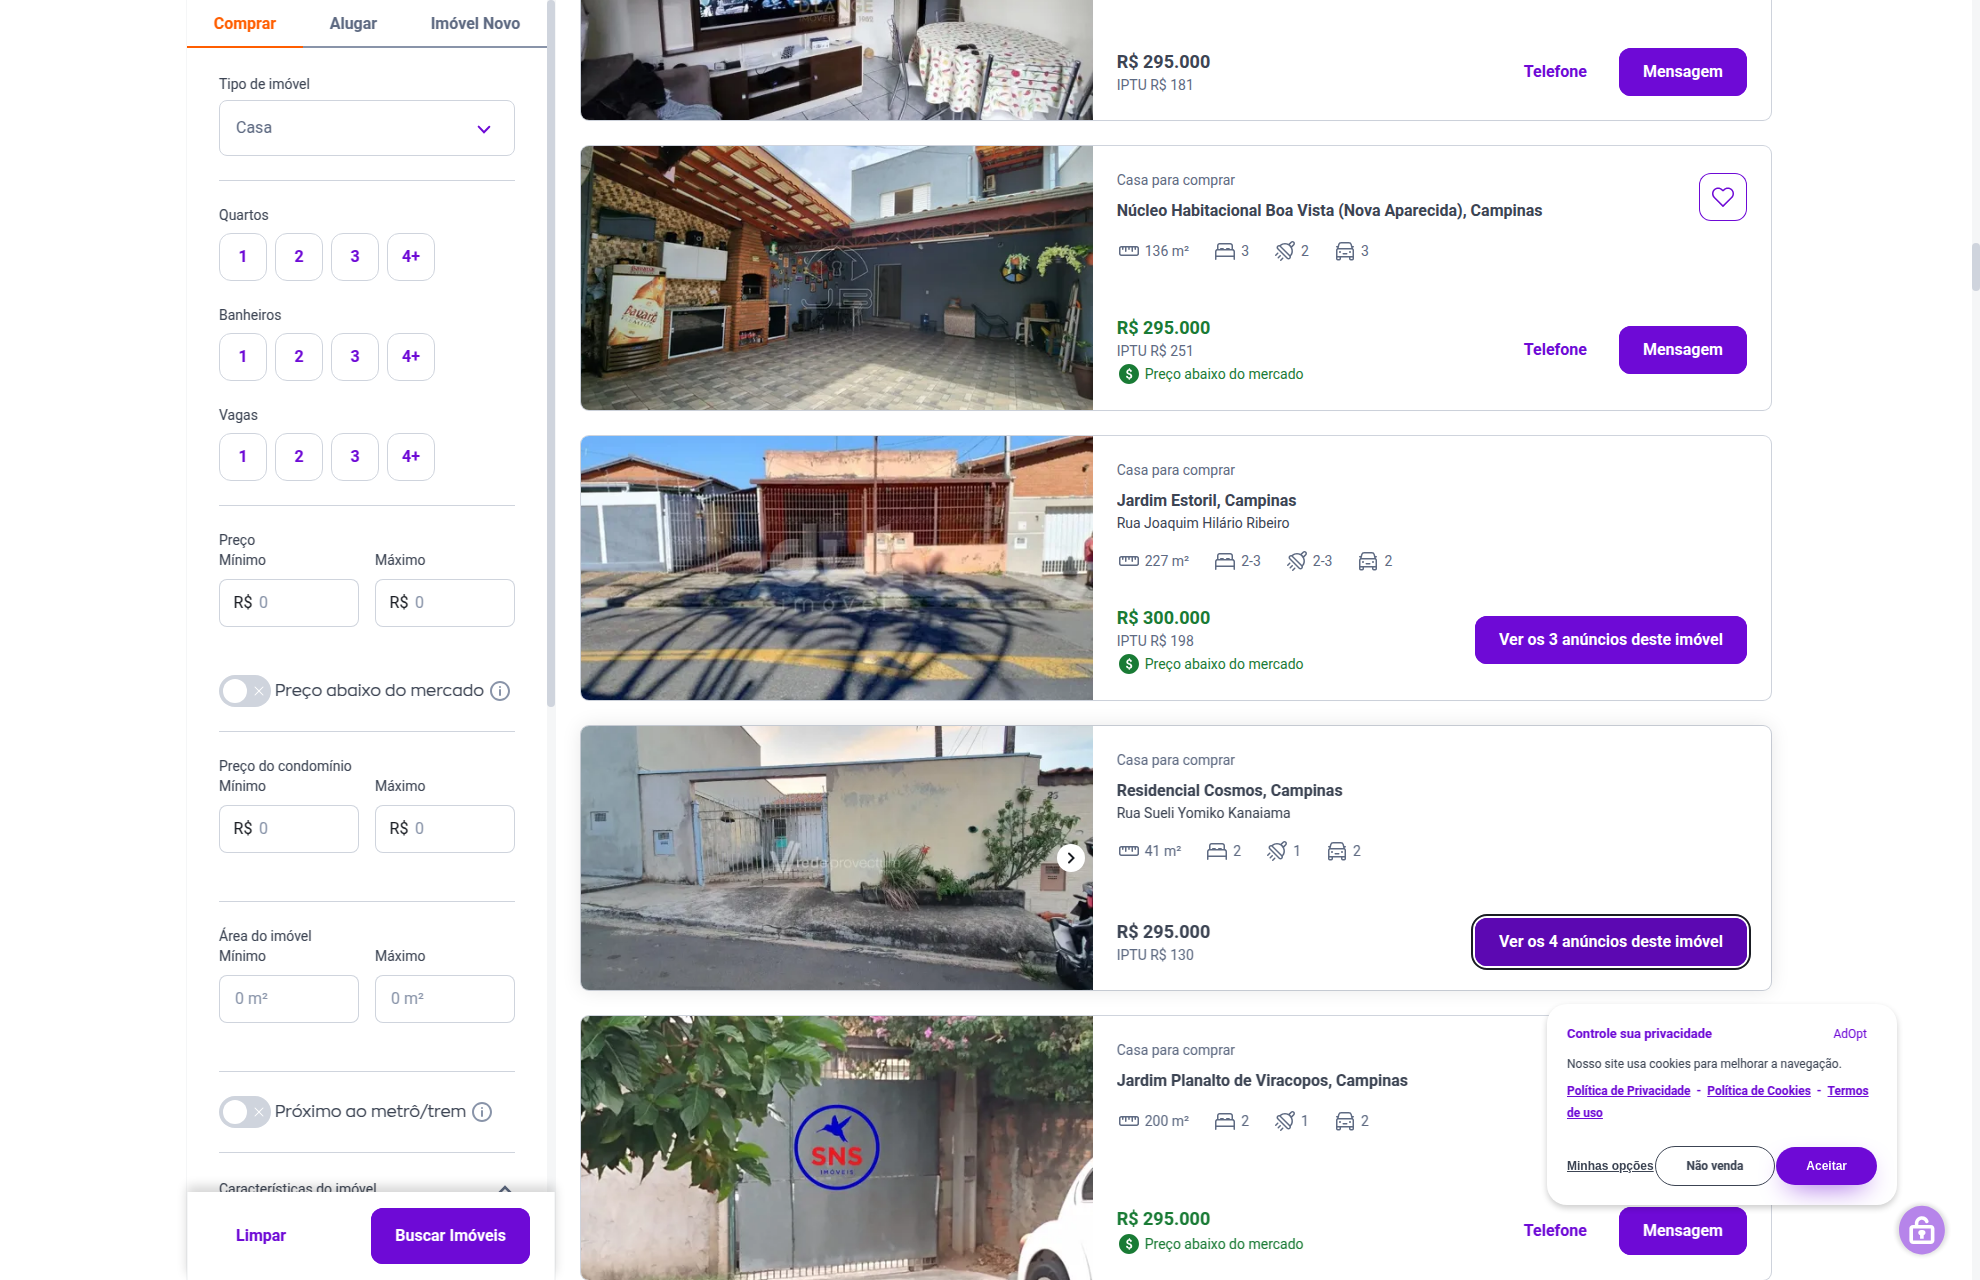 Comprar
Alugar
Imóvel Novo
Tipo de imóvel
Casa
Quartos
1
2
3
4+
Banheiros
1
2
3
4+
Vagas
1
2
3
4+
Preço
Mínimo
Máximo
R$ 0
R$ 0
Preço abaixo do mercado
Preço do condomínio
Mínimo
Máximo
R$ 0
R$ 0
Área do imóvel
Mínimo
Máximo
0 m²
0 m²
Próximo ao metrô/trem
Características do imóvel
Limpar
Buscar Imóveis
D.LANGE
IMÓVEIS
R$ 295.000
IPTU R$ 181
Telefone
Mensagem
JB
Casa para comprar
Núcleo Habitacional Boa Vista (Nova Aparecida), Campinas
136 m²
3
2
3
R$ 295.000
IPTU R$ 251
Preço abaixo do mercado
Telefone
Mensagem
imóveis
Casa para comprar
Jardim Estoril, Campinas
Rua Joaquim Hilário Ribeiro
227 m²
2-3
2-3
2
R$ 300.000
IPTU R$ 198
Preço abaixo do mercado
Ver os 3 anúncios deste imóvel
Casa para comprar
Residencial Cosmos, Campinas
Rua Sueli Yomiko Kanaiama
41 m²
2
1
2
R$ 295.000
IPTU R$ 130
Ver os 4 anúncios deste imóvel
SNS
IMÓVEIS
Casa para comprar
Jardim Planalto de Viracopos, Campinas
200 m²
2
1
2
R$ 295.000
Preço abaixo do mercado
Telefone
Mensagem
Controle sua privacidade
AdOpt
Nosso site usa cookies para melhorar a navegação.
Política de Privacidade - Política de Cookies - Termos
de uso
Minhas opções
Não venda
Aceitar